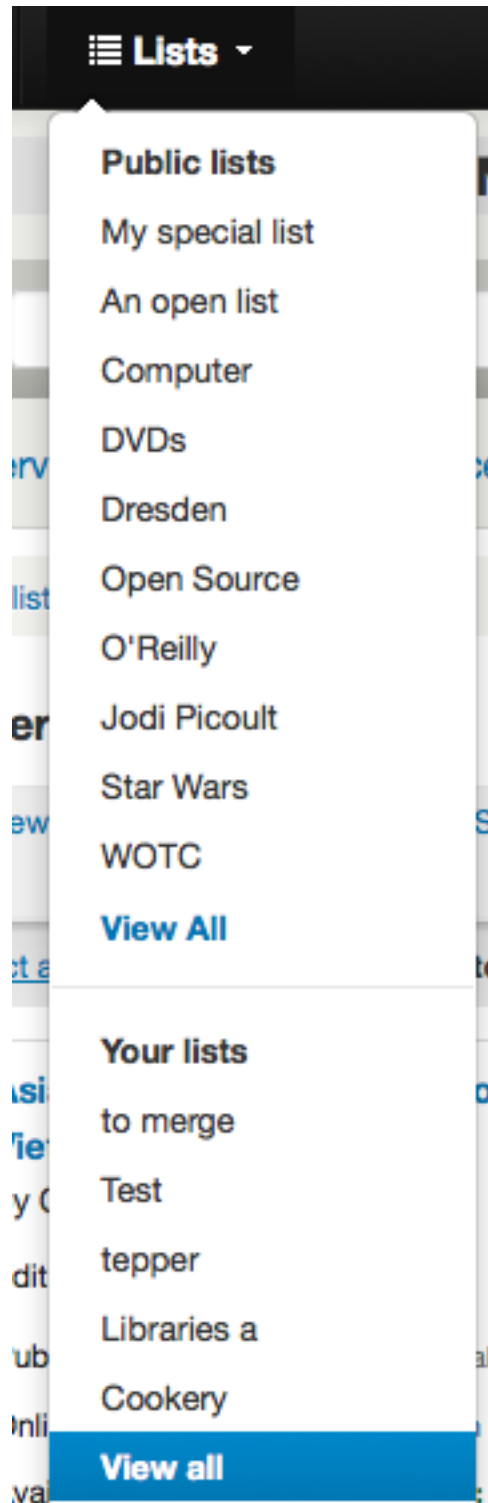 Lists
Public lists
My special list
An open list
Computer
DVDs
Dresden
Open Source
list
O'Reilly
Jodi Picoult
Star Wars
WOTC
View All
Your lists
to merge
Test
tepper
Libraries a
Cookery
View all